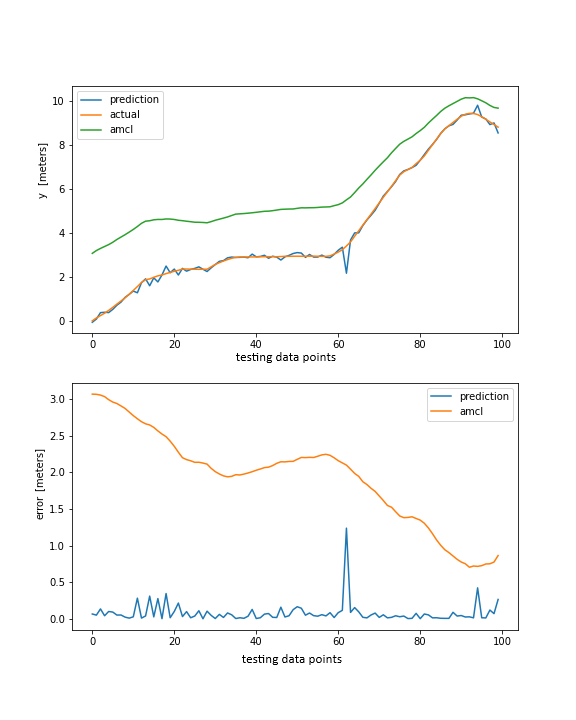 10
8
6
4
2
0
y [meters]
prediction
actual
amcl
0 20 40 60 80 100
testing data points
3.0
2.5
2.0
1.5
1.0
0.5
0.0
error [meters]
prediction
amcl
0 20 40 60 80 100
testing data points